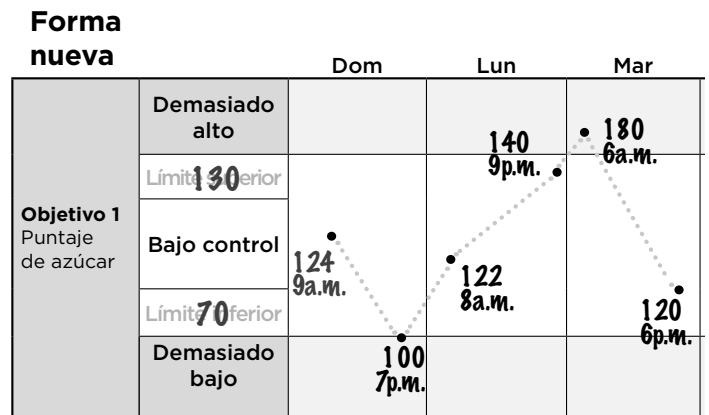 Forma
nueva
Dom Lun Mar
Demasiado
alto
Límite superior
130
Objetivo 1
Puntaje
de azúcar
Bajo control
Límite inferior
70
Demasiado
bajo
124
9a.m.
100
7p.m.
122
8a.m.
140
9p.m.
180
6a.m.
120
6p.m.